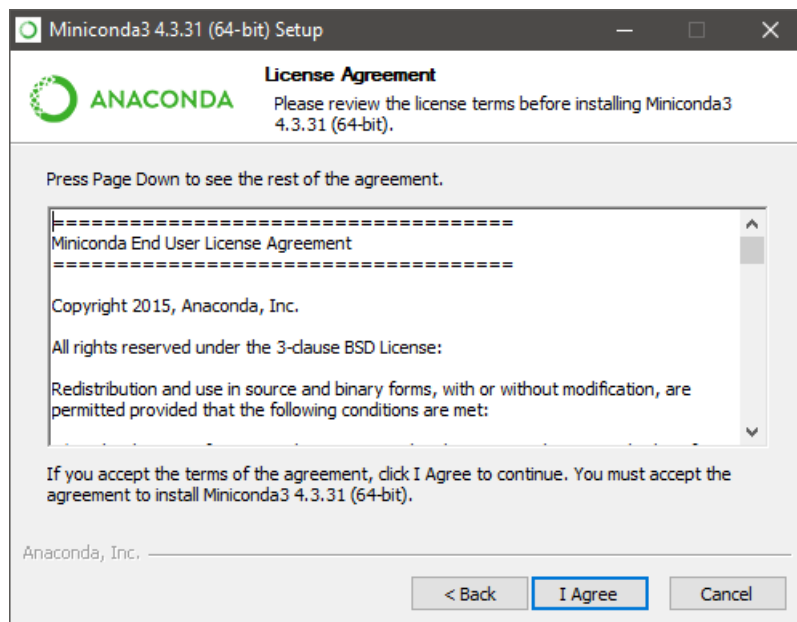 Miniconda3 4.3.31 (64-bit) Setup
ANACONDA
License Agreement
Please review the license terms before installing Miniconda3
4.3.31 (64-bit).
Press Page Down to see the rest of the agreement.
====================================
Miniconda End User License Agreement
====================================
Copyright 2015, Anaconda, Inc.
All rights reserved under the 3-clause BSD License:
Redistribution and use in source and binary forms, with or without modification, are
permitted provided that the following conditions are met:
If you accept the terms of the agreement, click I Agree to continue. You must accept the
agreement to install Miniconda3 4.3.31 (64-bit).
Anaconda, Inc.
< Back
I Agree
Cancel